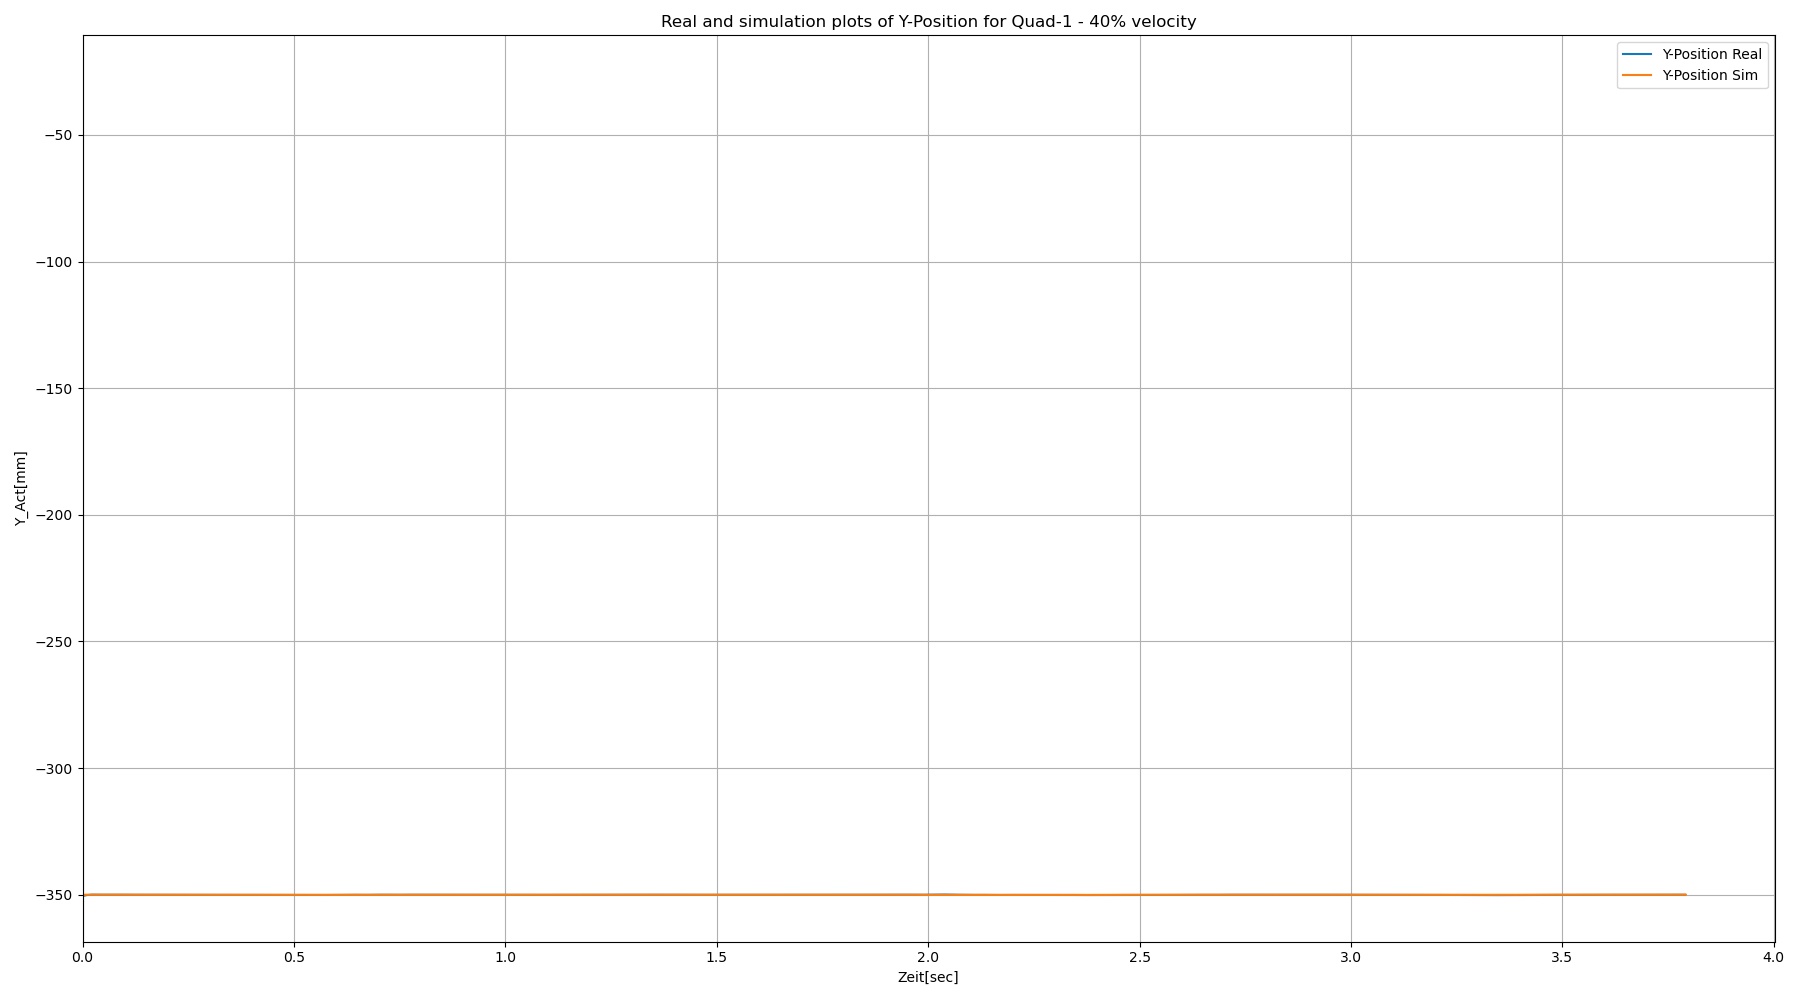 Real and simulation plots of Y-Position for Quad-1 - 40% velocity
Y-Position Real
Y-Position Sim
−50
−100
−150
−200
−250
−300
−350
Y_Act[mm]
0.0 0.5 1.0 1.5 2.0 2.5 3.0 3.5 4.0
Zeit[sec]